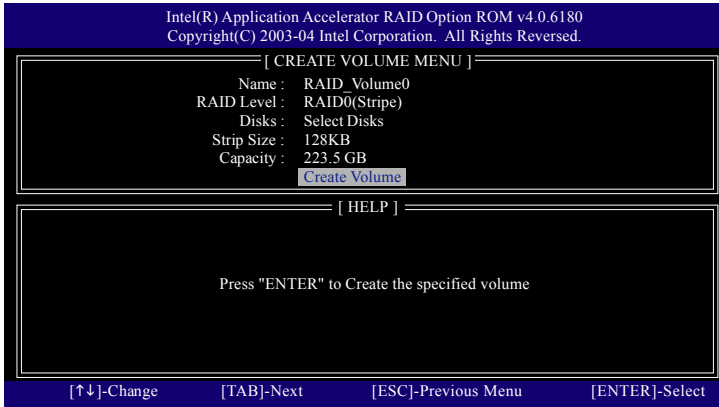 Intel(R) Application Accelerator RAID Option ROM v4.0.6180
Copyright(C) 2003-04 Intel Corporation. All Rights Reversed.
[ CREATE VOLUME MENU ]
Name : RAID_Volume0
RAID Level : RAID0(Stripe)
Disks : Select Disks
Strip Size : 128KB
Capacity : 223.5 GB
Create Volume
[ HELP ]
Press "ENTER" to Create the specified volume
[↑↓]-Change [TAB]-Next [ESC]-Previous Menu [ENTER]-Select